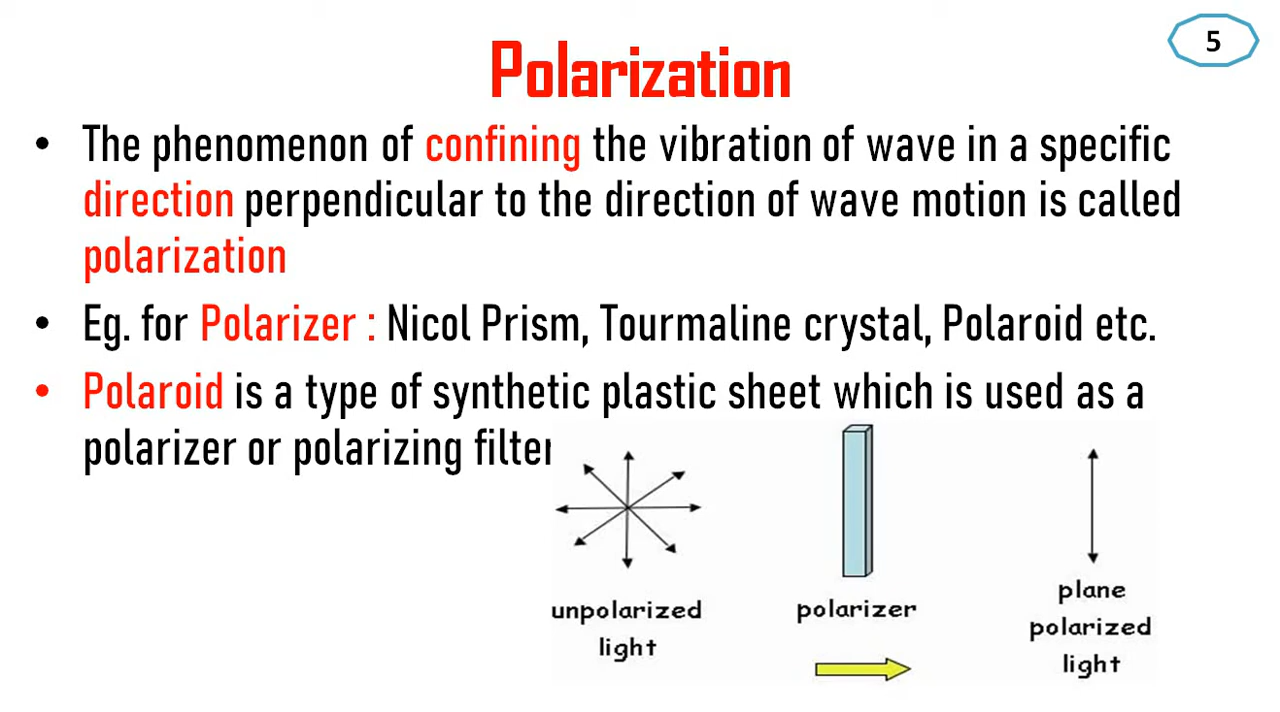 5
Polarization
• The phenomenon of confining the vibration of wave in a specific
direction perpendicular to the direction of wave motion is called
polarization
• Eg. for Polarizer : Nicol Prism, Tourmaline crystal, Polaroid etc.
• Polaroid is a type of synthetic plastic sheet which is used as a
polarizer or polarizing filter
unpolarized
light
polarizer
plane
polarized
light